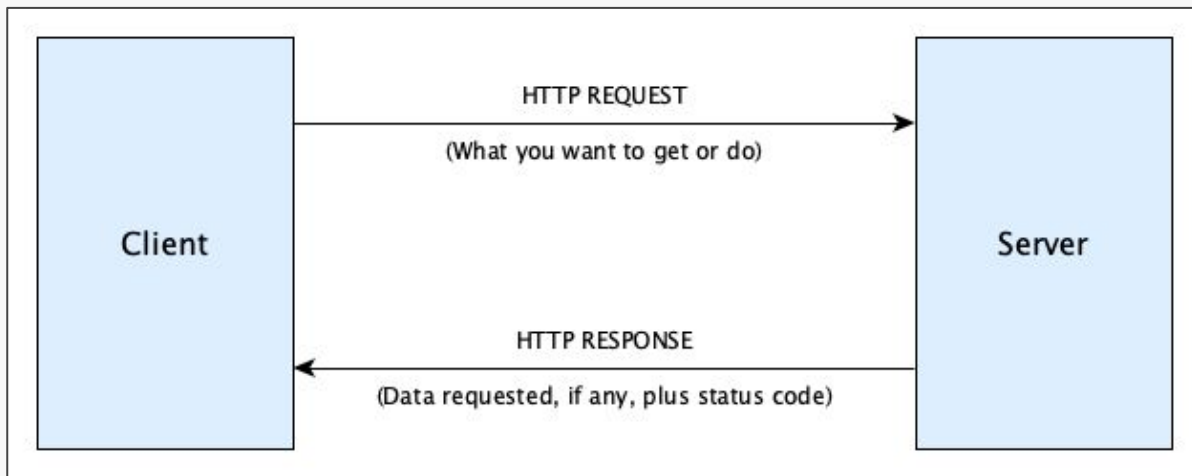 HTTP REQUEST
(What you want to get or do)
Client
Server
HTTP RESPONSE
(Data requested, if any, plus status code)